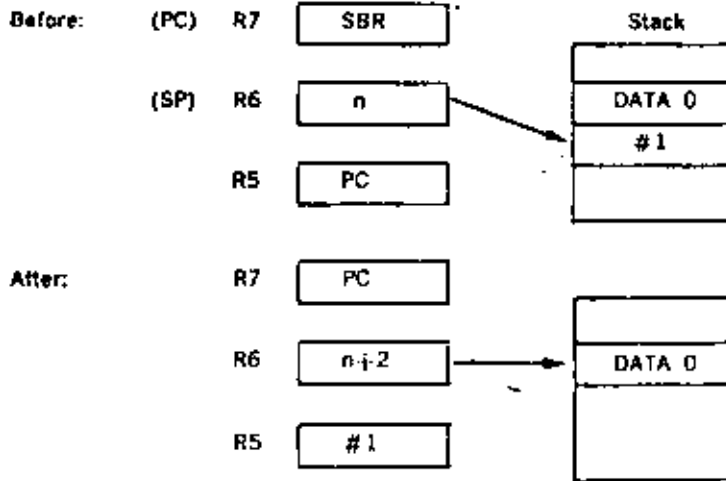 Before: (PC) R7 SBR Stack
(SP) R6 n DATA 0
#1
R5 PC
After: R7 PC
R6 n+2 DATA 0
R5 #1